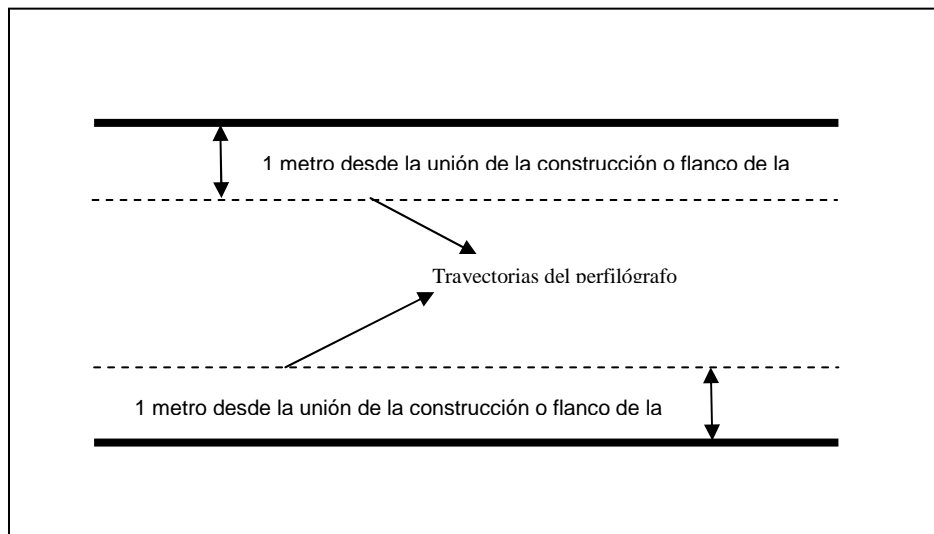 1 metro desde la unión de la construcción o flanco de la
Trayectorias del perfilógrafo
1 metro desde la unión de la construcción o flanco de la